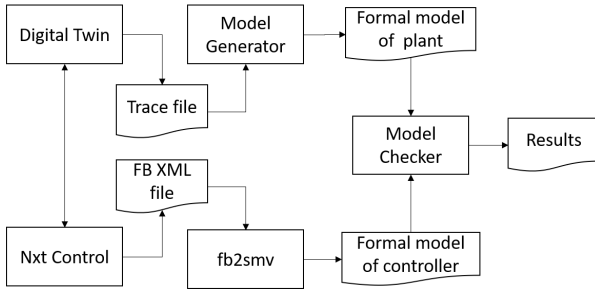 Digital Twin
Model
Generator
Formal model
of plant
Trace file
Model
Checker
Results
FB XML
file
Nxt Control
fb2smv
Formal model
of controller